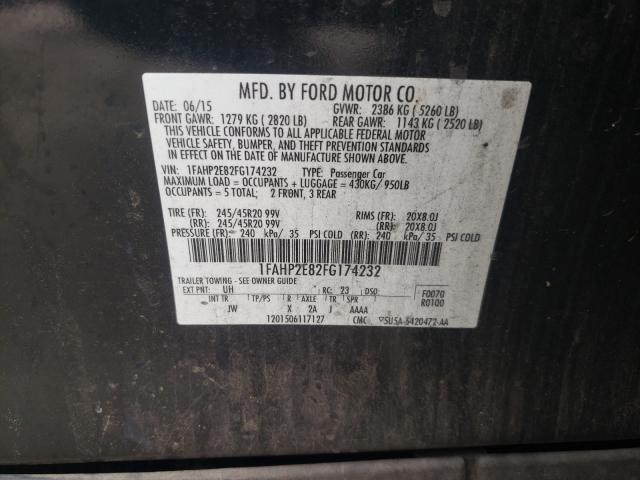 MFD. BY FORD MOTOR CO.
DATE: 06/15 GVWR: 2386 KG ( 5260 LB)
FRONT GAWR: 1279 KG ( 2820 LB) REAR GAWR: 1143 KG ( 2520 LB)
THIS VEHICLE CONFORMS TO ALL APPLICABLE FEDERAL MOTOR
VEHICLE SAFETY, BUMPER, AND THEFT PREVENTION STANDARDS
IN EFFECT ON THE DATE OF MANUFACTURE SHOWN ABOVE.
VIN: 1FAHP2E82FG174232 TYPE: Passenger Car
MAXIMUM LOAD = OCCUPANTS + LUGGAGE = 430KG/ 950LB
OCCUPANTS = 5 TOTAL; 2 FRONT, 3 REAR
TIRE (FR): 245/45R20 99V RIMS (FR): 20X8.0J
(RR): 245/45R20 99V (RR): 20X8.0J
PRESSURE (FR): 240 kPa/ 35 PSI COLD (RR): 240 kPa/ 35 PSI COLD
1FAHP2E82FG174232
TRAILER TOWING - SEE OWNER GUIDE
EXT PNT: UH RC: 23 DSO: F0070
R0100
INT TR TP/PS R AXLE TR SPR
JW X 2A J AAAA
1201506117127 CMC 5U5A-5420472-AA